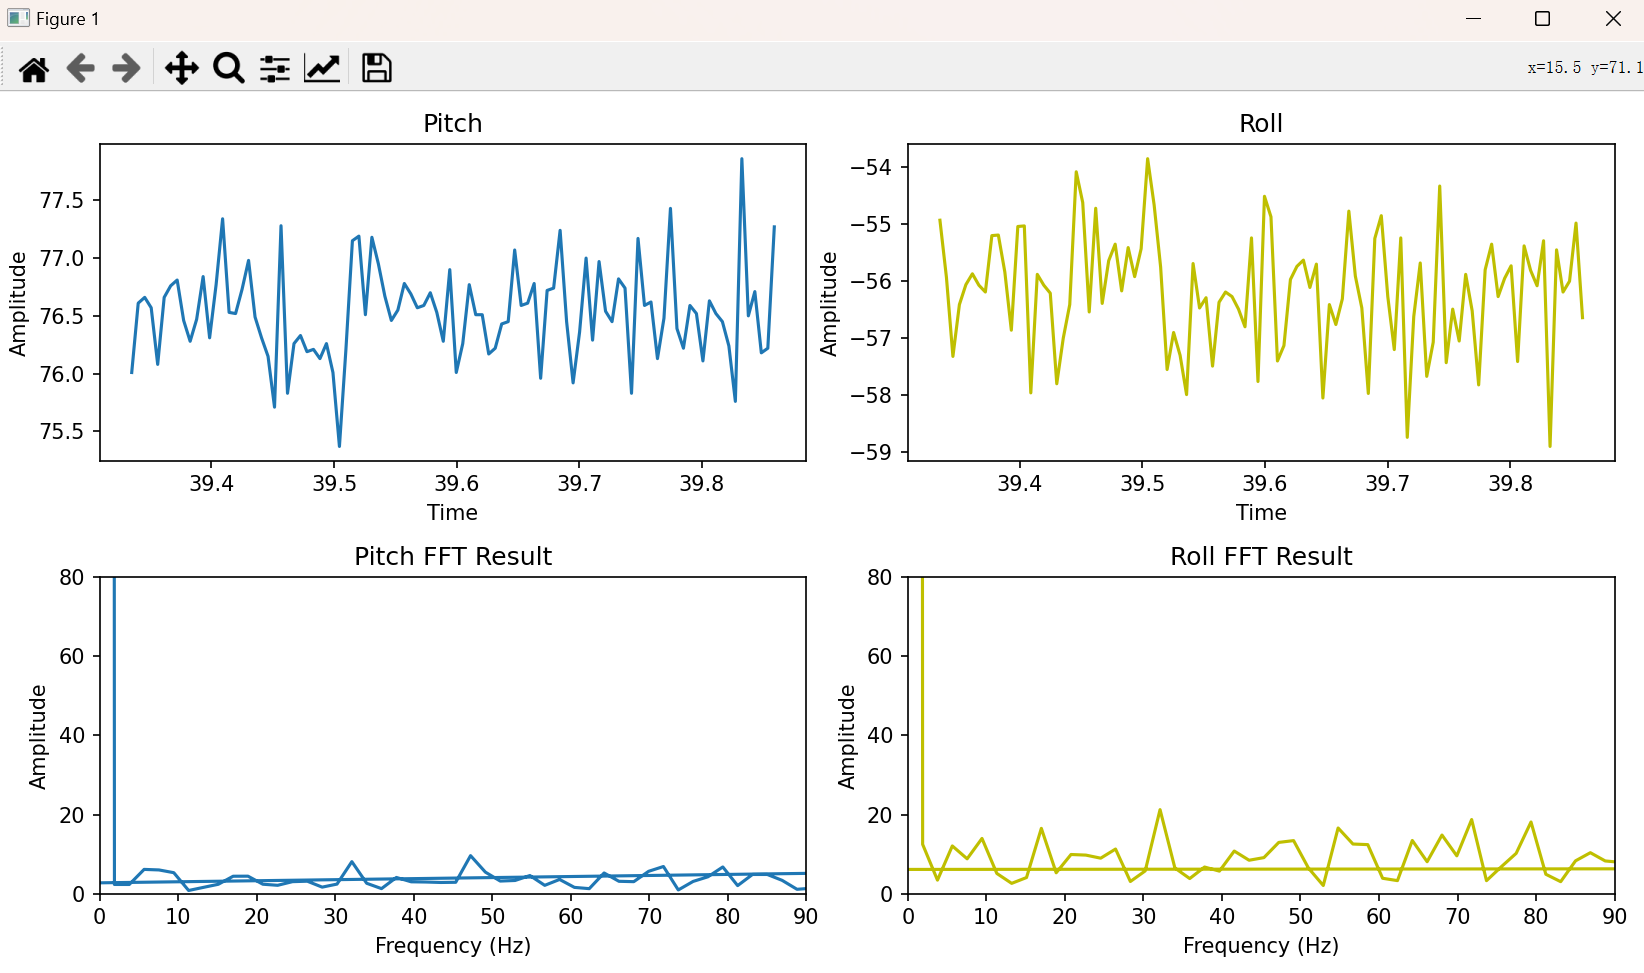 Figure 1
x=15.5 y=71.1
Pitch
Amplitude
77.5
77.0
76.5
76.0
75.5
39.4 39.5 39.6 39.7 39.8
Time
Roll
Amplitude
−54
−55
−56
−57
−58
−59
39.4 39.5 39.6 39.7 39.8
Time
Pitch FFT Result
Amplitude
80
60
40
20
0
0 10 20 30 40 50 60 70 80 90
Frequency (Hz)
Roll FFT Result
Amplitude
80
60
40
20
0
0 10 20 30 40 50 60 70 80 90
Frequency (Hz)